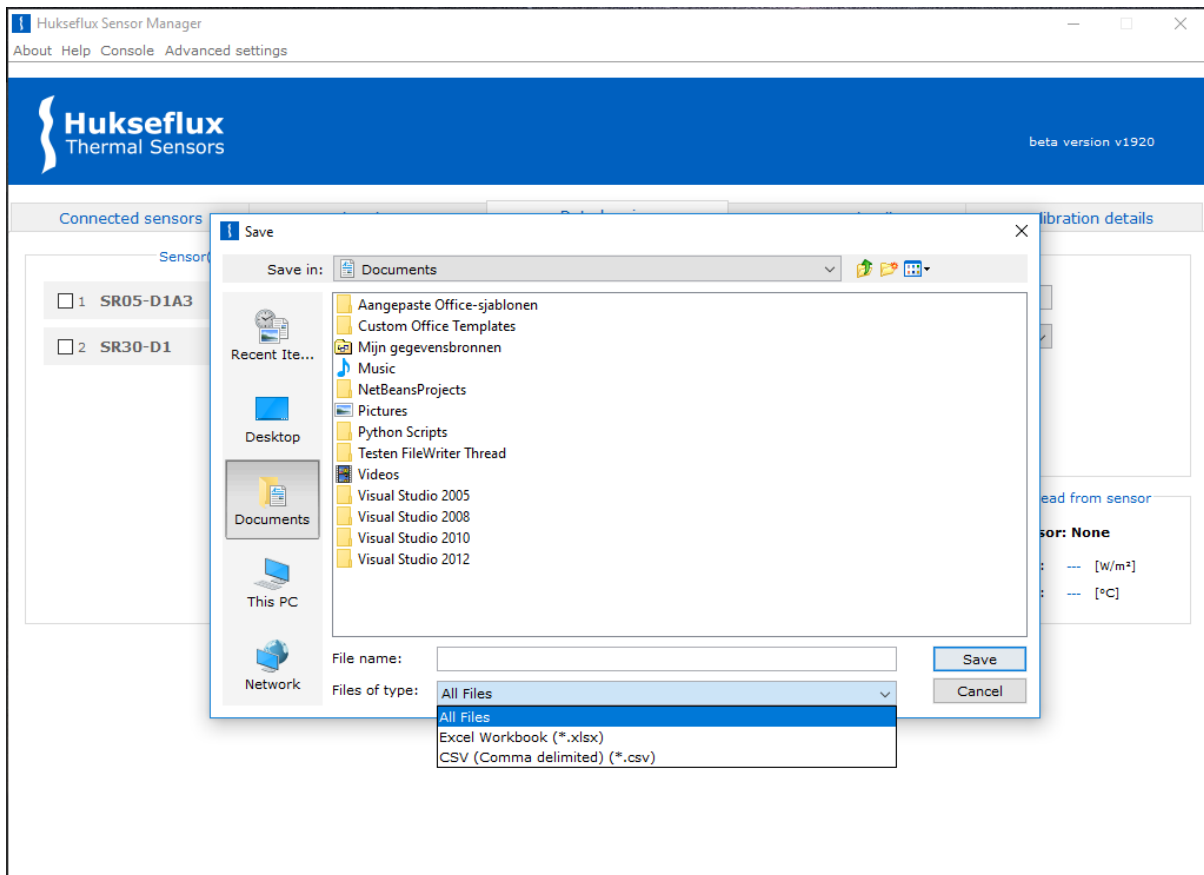 Hukseflux Sensor Manager
About Help Console Advanced settings
Hukseflux
Thermal Sensors
beta version v1920
Connected sensors
libration details
Sensor(
1 SR05-D1A3
2 SR30-D1
Save
Save in: Documents
Recent Ite...
Desktop
Documents
This PC
Network
Aangepaste Office-sjablonen
Custom Office Templates
Mijn gegevensbronnen
Music
NetBeansProjects
Pictures
Python Scripts
Testen FileWriter Thread
Videos
Visual Studio 2005
Visual Studio 2008
Visual Studio 2010
Visual Studio 2012
File name:
Save
Files of type: All Files
Cancel
All Files
Excel Workbook (*.xlsx)
CSV (Comma delimited) (*.csv)
ead from sensor
sor: None
: --- [W/m²]
: --- [°C]